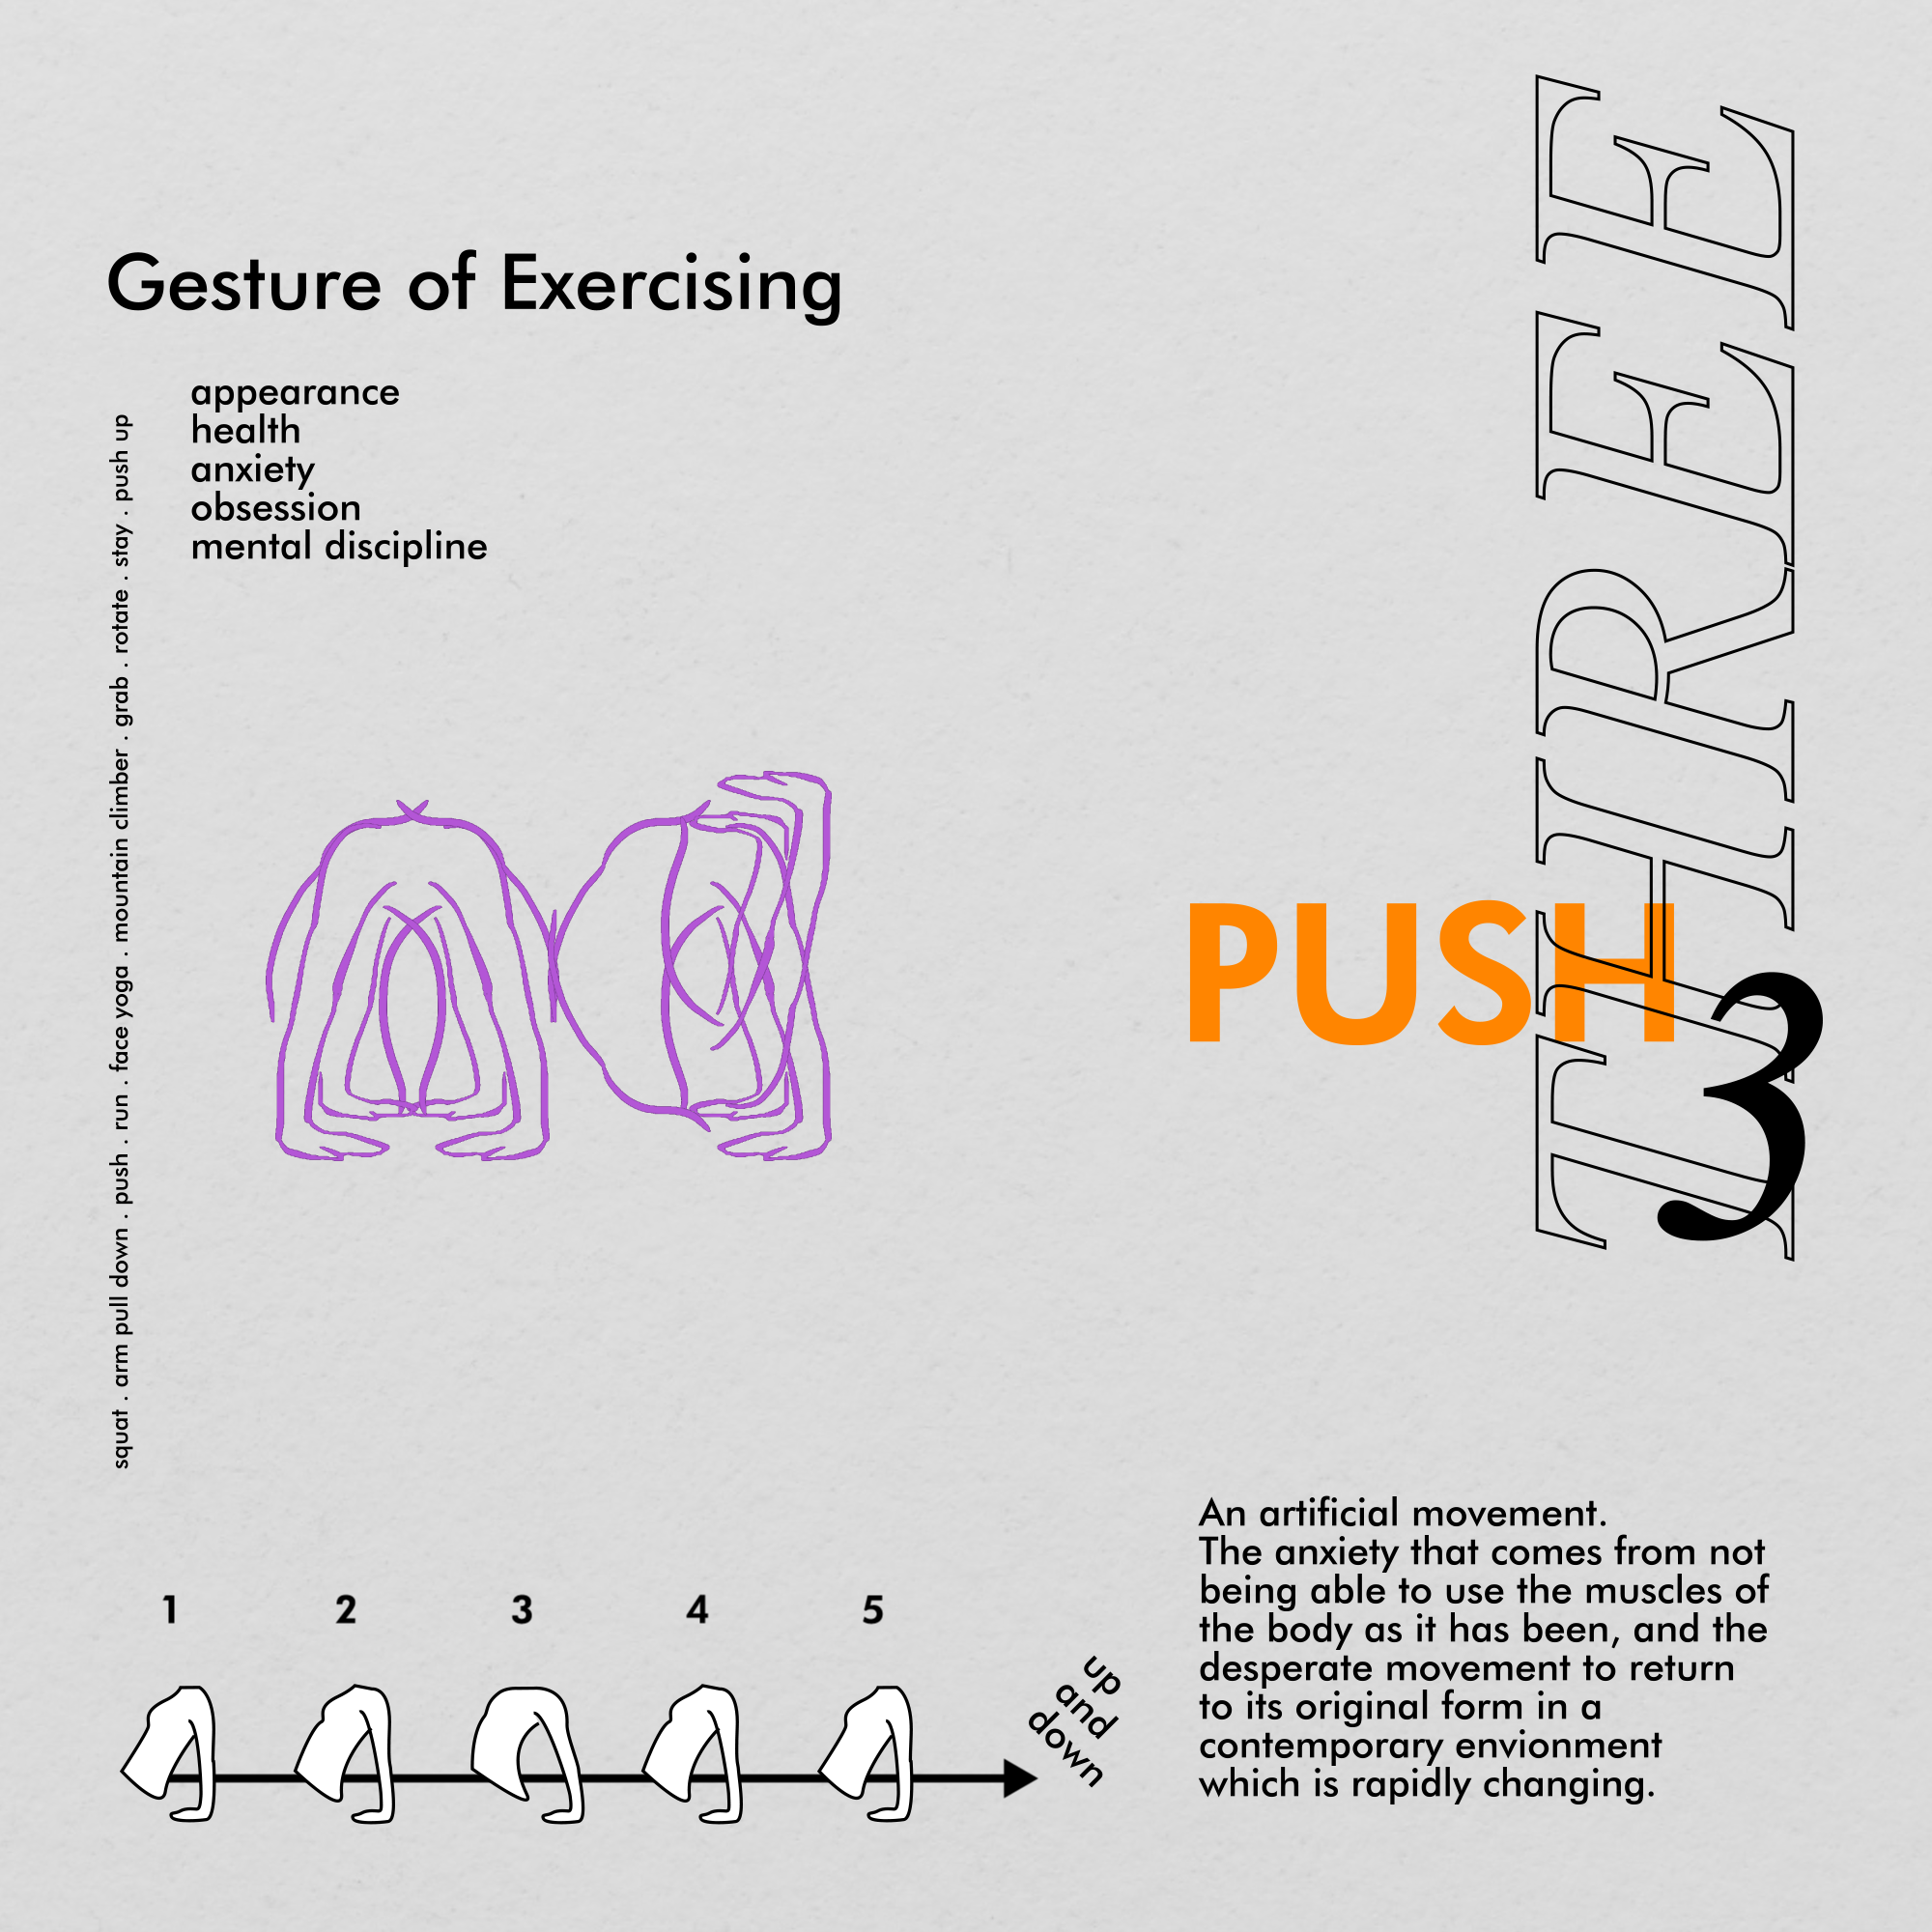 Gesture of Exercising
appearance
health
anxiety
obsession
mental discipline
squat . arm pull down . push . run . face yoga . mountain climber . grab . rotate . stay . push up
THREE
PUSH
3
1 2 3 4 5
up
and
down
An artificial movement.
The anxiety that comes from not
being able to use the muscles of
the body as it has been, and the
desperate movement to return
to its original form in a
contemporary envionment
which is rapidly changing.